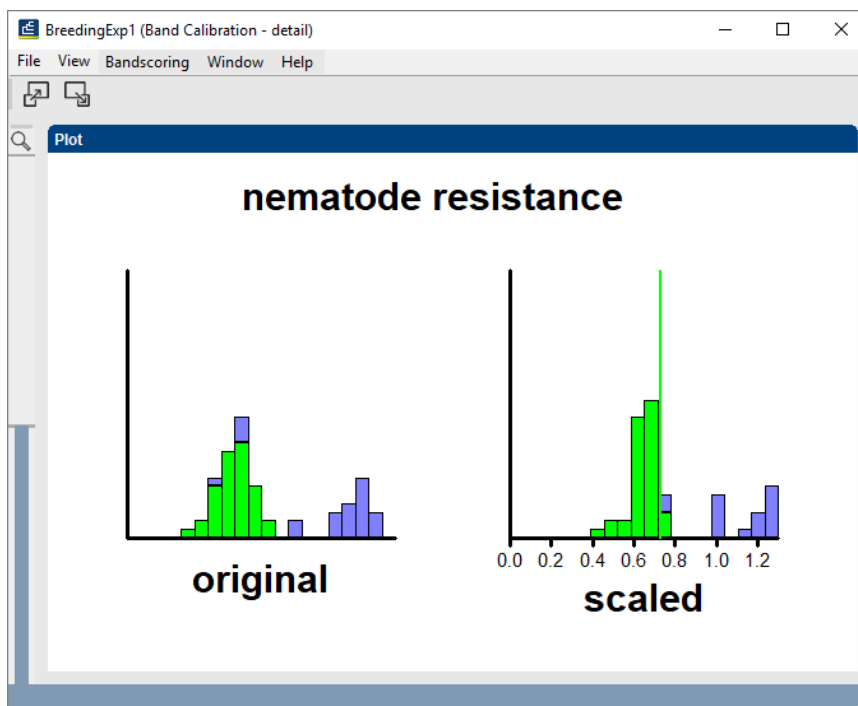 BreedingExp1 (Band Calibration - detail)
File View Bandscoring Window Help
Plot
nematode resistance
0.0 0.2 0.4 0.6 0.8 1.0 1.2
original
scaled